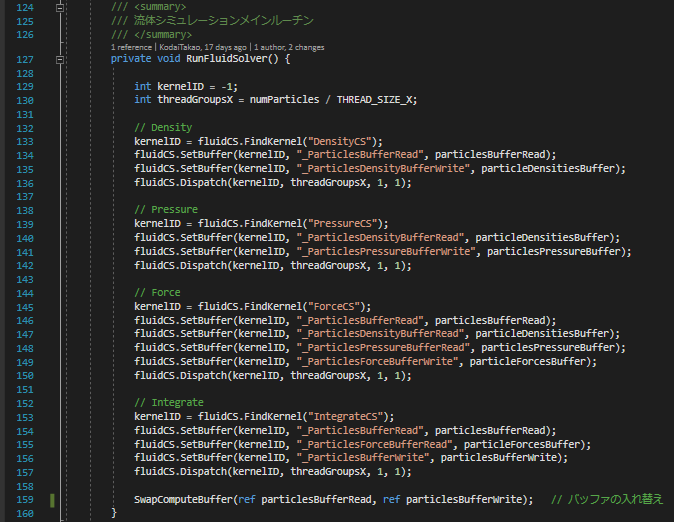 124 /// <summary>
125 /// 流体シミュレーションメインルーチン
126 /// </summary>
1 reference | KodaiTakao, 17 days ago | 1 author, 2 changes
127 private void RunFluidSolver() {
128
129 int kernelID = -1;
130 int threadGroupsX = numParticles / THREAD_SIZE_X;
131
132 // Density
133 kernelID = fluidCS.FindKernel("DensityCS");
134 fluidCS.SetBuffer(kernelID, "_ParticlesBufferRead", particlesBufferRead);
135 fluidCS.SetBuffer(kernelID, "_ParticlesDensityBufferWrite", particleDensitiesBuffer);
136 fluidCS.Dispatch(kernelID, threadGroupsX, 1, 1);
137
138 // Pressure
139 kernelID = fluidCS.FindKernel("PressureCS");
140 fluidCS.SetBuffer(kernelID, "_ParticlesDensityBufferRead", particleDensitiesBuffer);
141 fluidCS.SetBuffer(kernelID, "_ParticlesPressureBufferWrite", particlesPressureBuffer);
142 fluidCS.Dispatch(kernelID, threadGroupsX, 1, 1);
143
144 // Force
145 kernelID = fluidCS.FindKernel("ForceCS");
146 fluidCS.SetBuffer(kernelID, "_ParticlesBufferRead", particlesBufferRead);
147 fluidCS.SetBuffer(kernelID, "_ParticlesDensityBufferRead", particleDensitiesBuffer);
148 fluidCS.SetBuffer(kernelID, "_ParticlesPressureBufferRead", particlesPressureBuffer);
149 fluidCS.SetBuffer(kernelID, "_ParticlesForceBufferWrite", particleForcesBuffer);
150 fluidCS.Dispatch(kernelID, threadGroupsX, 1, 1);
151
152 // Integrate
153 kernelID = fluidCS.FindKernel("IntegrateCS");
154 fluidCS.SetBuffer(kernelID, "_ParticlesBufferRead", particlesBufferRead);
155 fluidCS.SetBuffer(kernelID, "_ParticlesForceBufferRead", particleForcesBuffer);
156 fluidCS.SetBuffer(kernelID, "_ParticlesBufferWrite", particlesBufferWrite);
157 fluidCS.Dispatch(kernelID, threadGroupsX, 1, 1);
158
159 SwapComputeBuffer(ref particlesBufferRead, ref particlesBufferWrite); // バッファの入れ替え
160 }